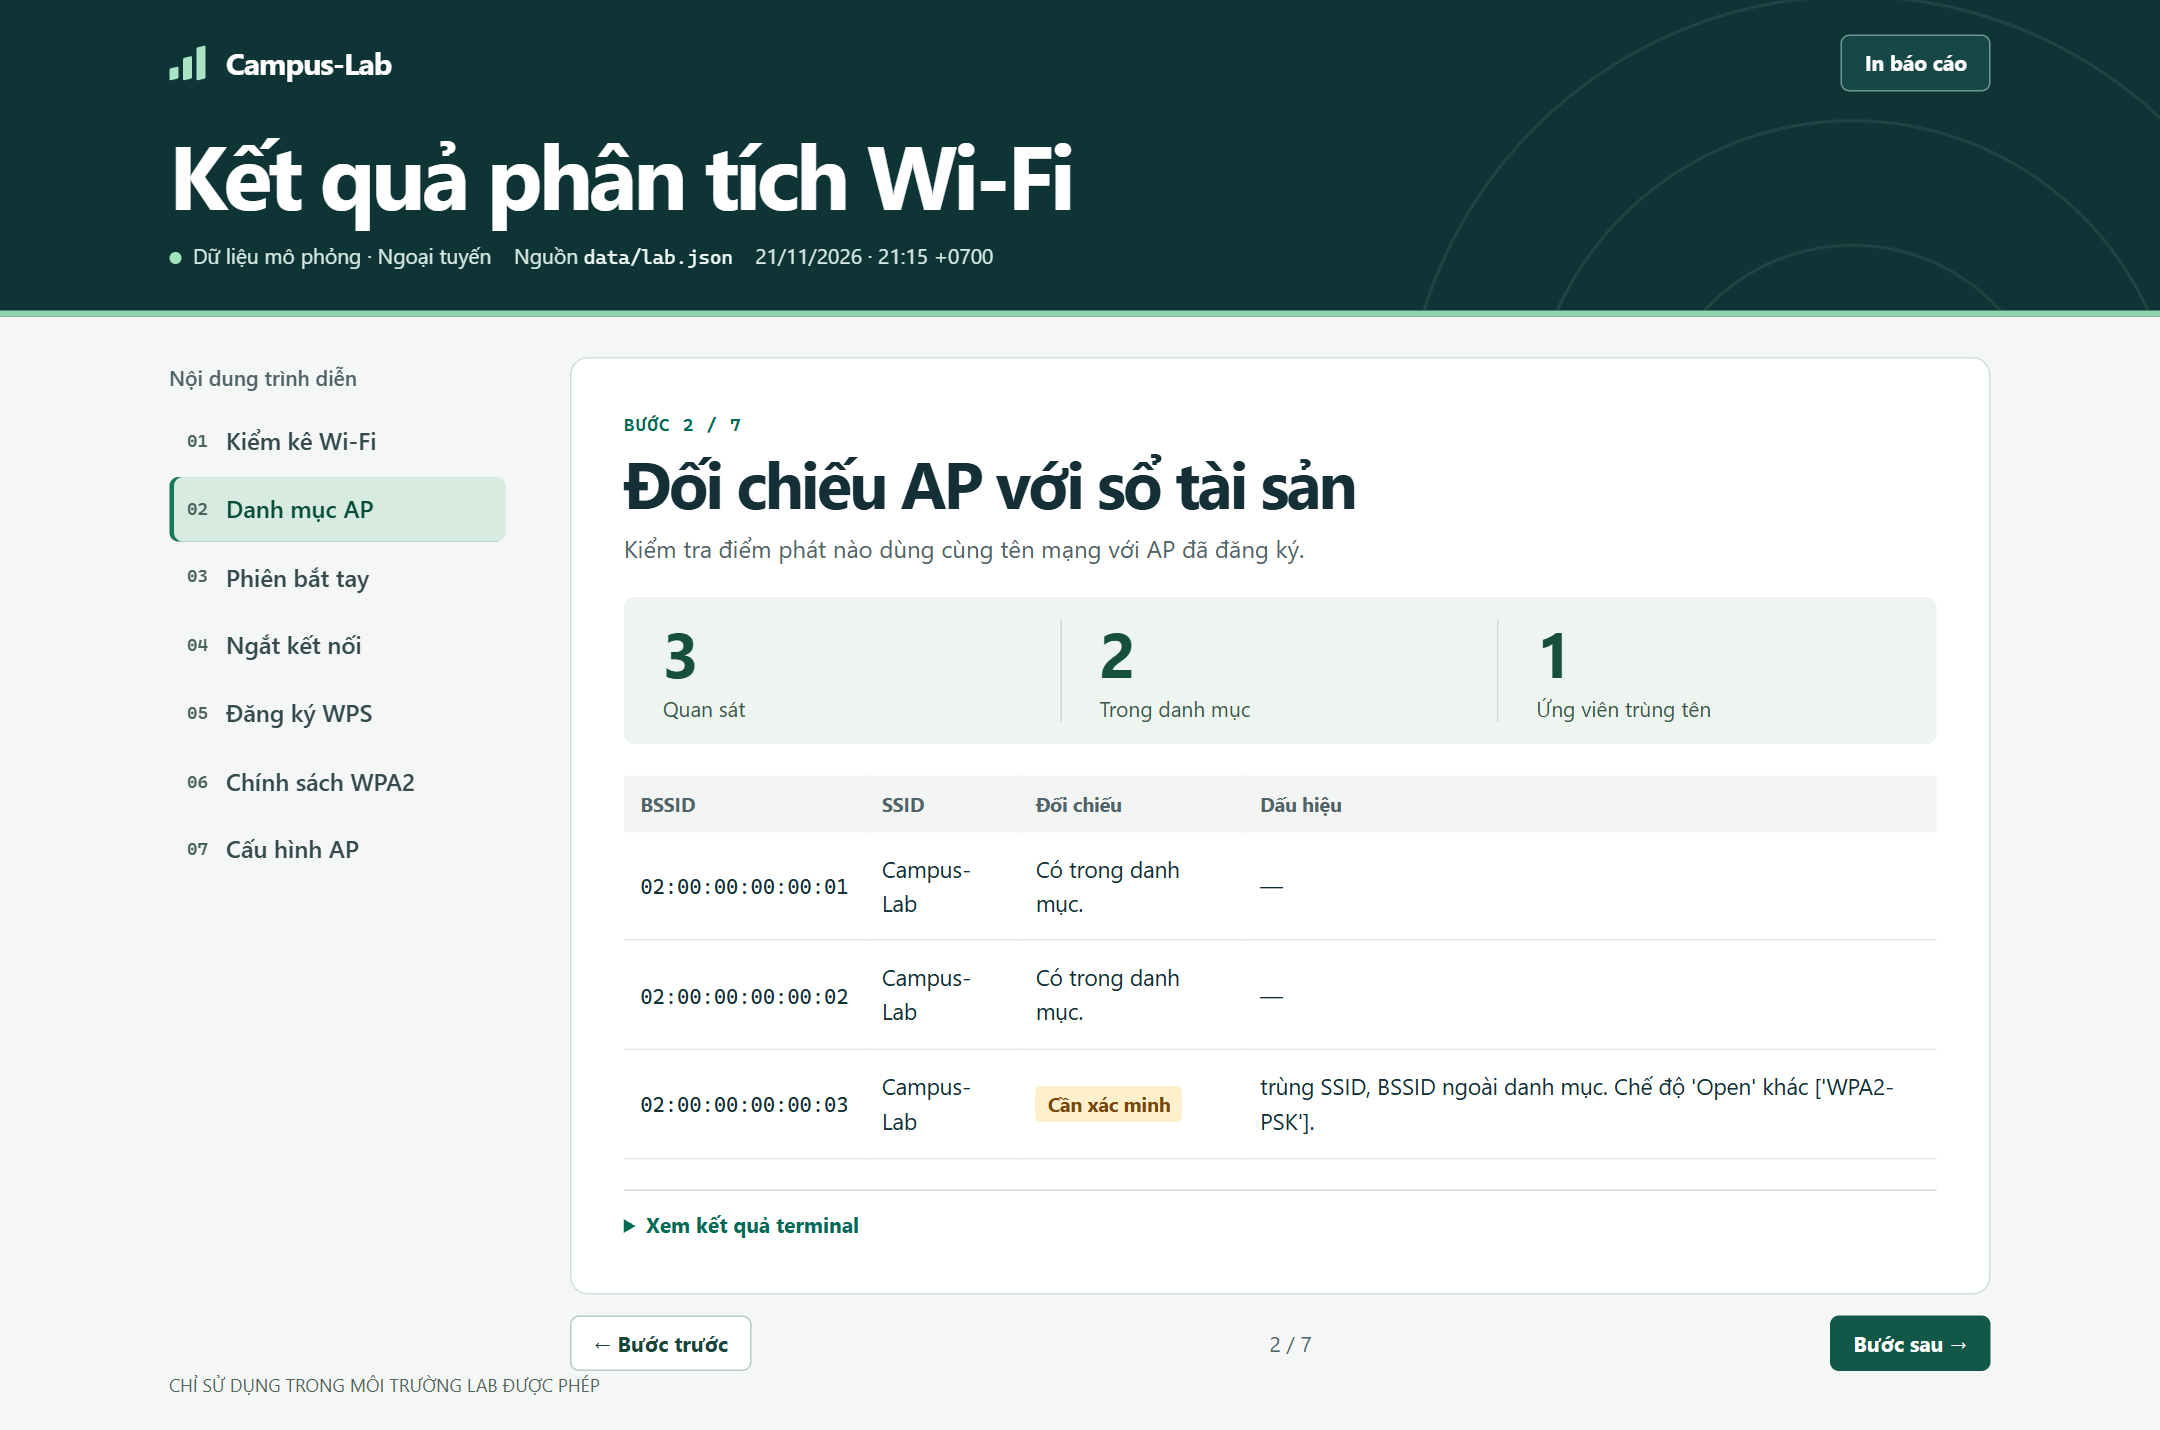 Campus-Lab
In báo cáo
Kết quả phân tích Wi-Fi
Dữ liệu mô phỏng · Ngoại tuyến Nguồn data/lab.json 21/11/2026 · 21:15 +0700
Nội dung trình diễn
01 Kiểm kê Wi-Fi
02 Danh mục AP
03 Phiên bắt tay
04 Ngắt kết nối
05 Đăng ký WPS
06 Chính sách WPA2
07 Cấu hình AP
BƯỚC 2 / 7
Đối chiếu AP với sổ tài sản
Kiểm tra điểm phát nào dùng cùng tên mạng với AP đã đăng ký.
3 2 1
Quan sát Trong danh mục Ứng viên trùng tên
BSSID SSID Đối chiếu Dấu hiệu
02:00:00:00:00:01 Campus-Lab Có trong danh mục. —
02:00:00:00:00:02 Campus-Lab Có trong danh mục. —
02:00:00:00:00:03 Campus-Lab Cần xác minh trùng SSID, BSSID ngoài danh mục. Chế độ 'Open' khác ['WPA2-
PSK'].
▶ Xem kết quả terminal
← Bước trước 2 / 7 Bước sau →
CHỈ SỬ DỤNG TRONG MÔI TRƯỜNG LAB ĐƯỢC PHÉP